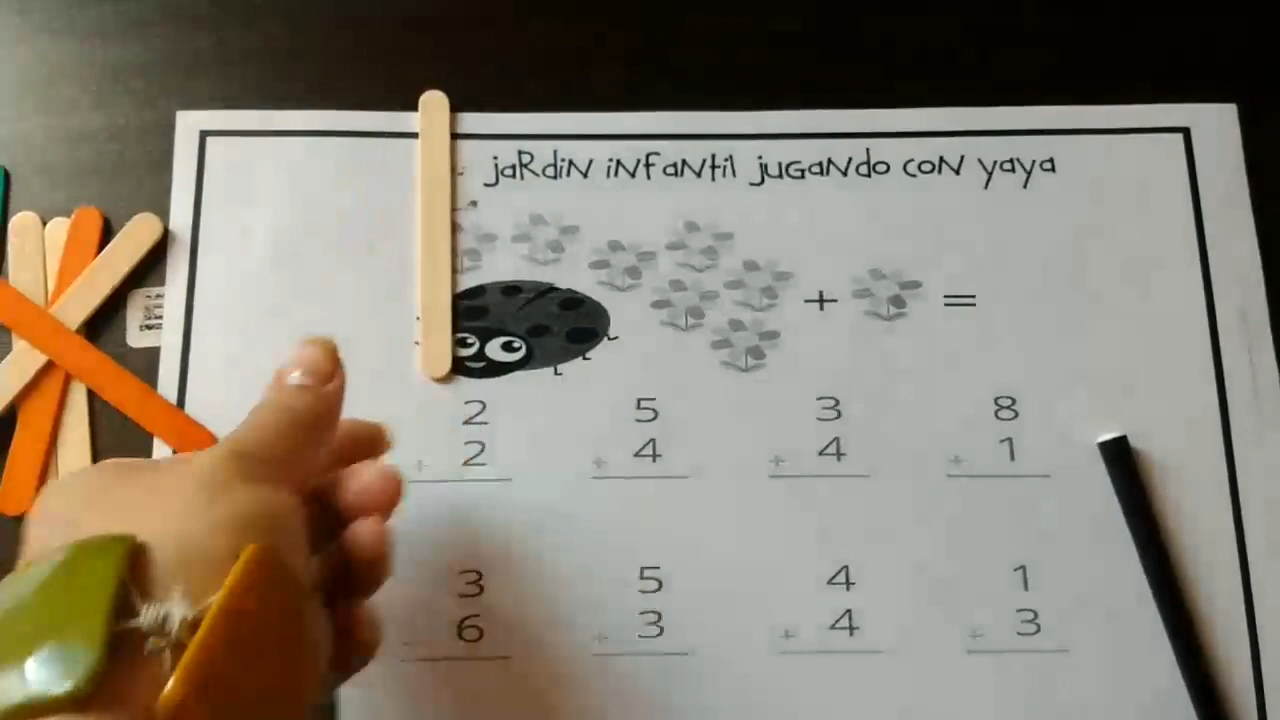 jardin infantil jugando con yaya
+ =
2 5 3 8
+ 2 + 4 + 4 + 1
3 5 4 1
6 + 3 + 4 + 3